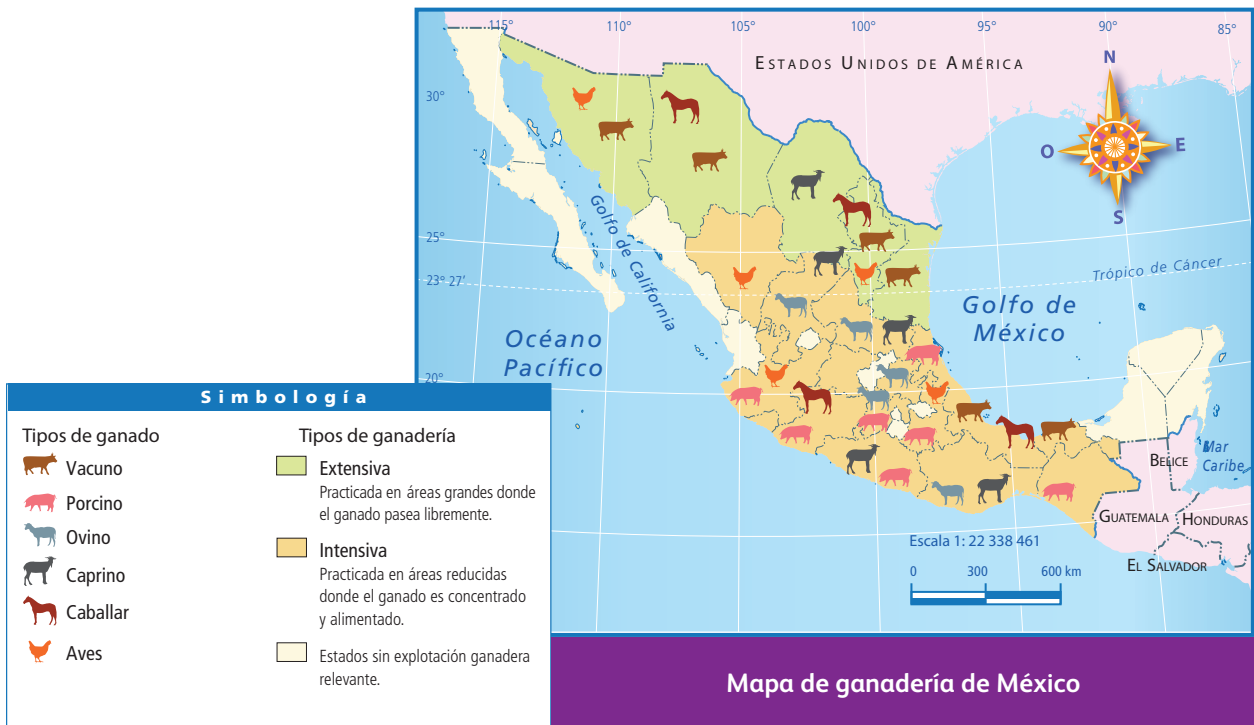 115°
110°
105°
100°
95°
90°
85°
ESTADOS UNIDOS DE AMÉRICA
N
O
E
S
30°
25°
23° 27'
20°
Golfo de California
Trópico de Cáncer
Golfo de
México
Océano
Pacífico
Mar
Caribe
BELICE
GUATEMALA
HONDURAS
EL SALVADOR
Escala 1: 22 338 461
0 300 600 km
Simbología
Tipos de ganado
Vacuno
Porcino
Ovino
Caprino
Caballar
Aves
Tipos de ganadería
Extensiva
Practicada en áreas grandes donde
el ganado pasea libremente.
Intensiva
Practicada en áreas reducidas
donde el ganado es concentrado
y alimentado.
Estados sin explotación ganadera
relevante.
Mapa de ganadería de México